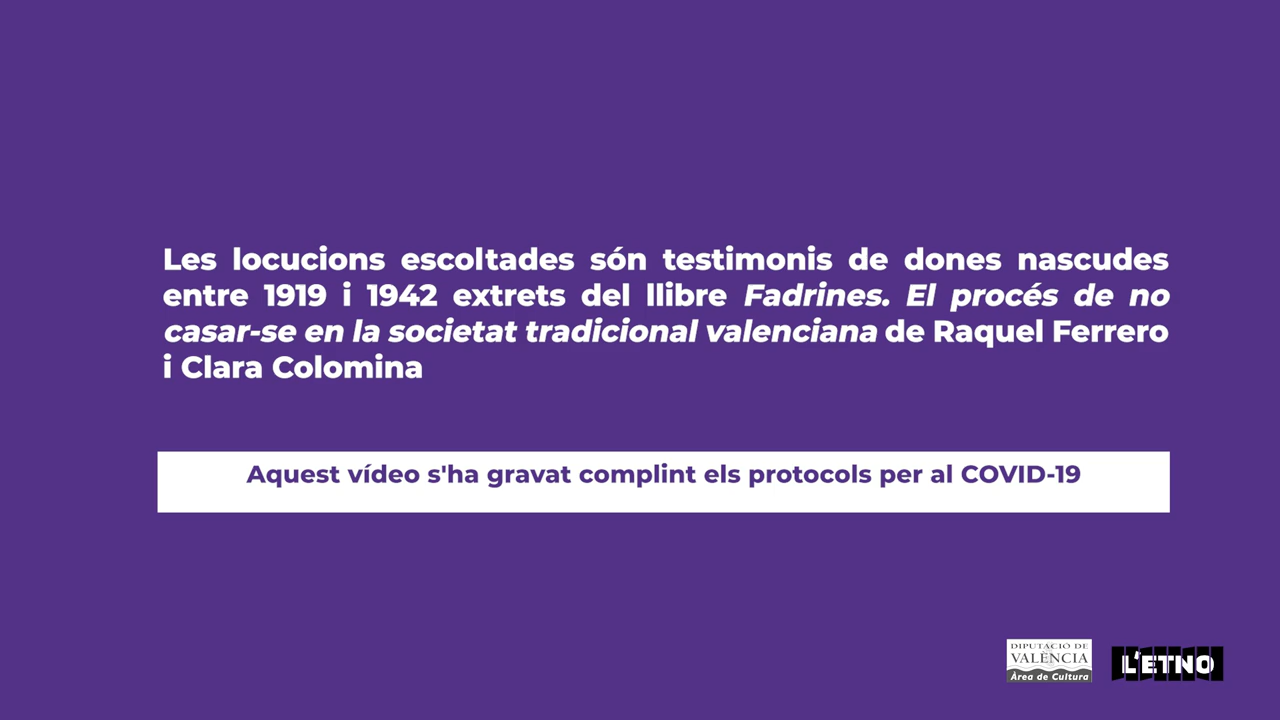 Les locucions escoltades són testimonis de dones nascudes
entre 1919 i 1942 extrets del llibre Fadrines. El procés de no
casar-se en la societat tradicional valenciana de Raquel Ferrero
i Clara Colomina
Aquest vídeo s'ha gravat complint els protocols per al COVID-19
DIPUTACIÓ DE
VALÈNCIA
Àrea de Cultura
L'ETNO